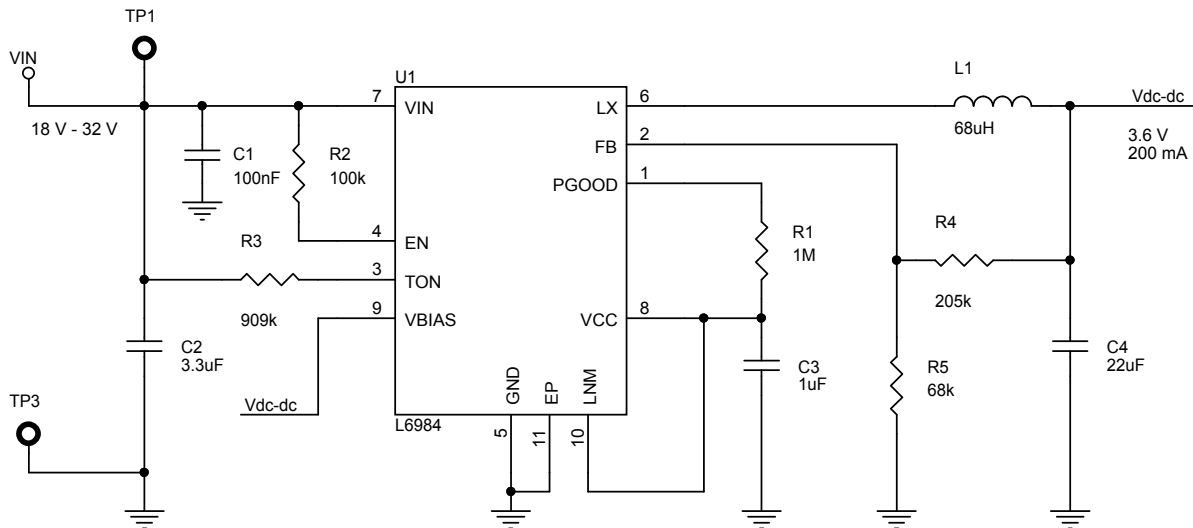 TP1
VIN
18 V - 32 V
U1
7
VIN
LX
6
L1
68uH
Vdc-dc
3.6 V
200 mA
FB
2
C1
100nF
R2
100k
PGOOD
1
R1
1M
R4
205k
4
EN
R3
909k
3
TON
9
VBIAS
VCC
8
C2
3.3uF
C3
1uF
R5
68k
C4
22uF
TP3
Vdc-dc
GND
EP
LNM
L6984
5
11
10